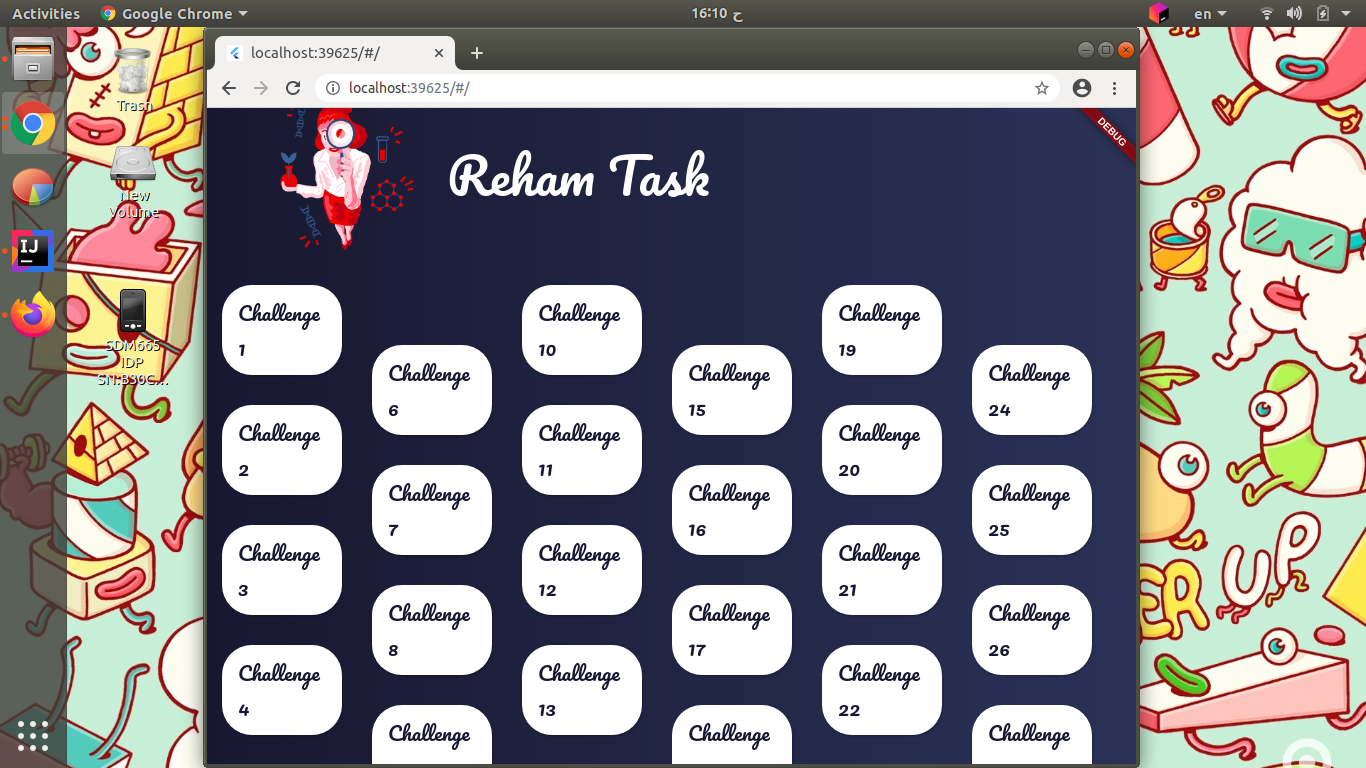 Activities
Google Chrome
ح 16:10
en
Trash
New
Volume
IJ
SDM665
IDP
SN:B30C...
localhost:39625/#/
localhost:39625/#/
DEBUG
Reham Task
Challenge
1
Challenge
2
Challenge
3
Challenge
4
Challenge
6
Challenge
7
Challenge
8
Challenge
Challenge
10
Challenge
11
Challenge
12
Challenge
13
Challenge
15
Challenge
16
Challenge
17
Challenge
Challenge
19
Challenge
20
Challenge
21
Challenge
22
Challenge
24
Challenge
25
Challenge
26
Challenge
ER UP